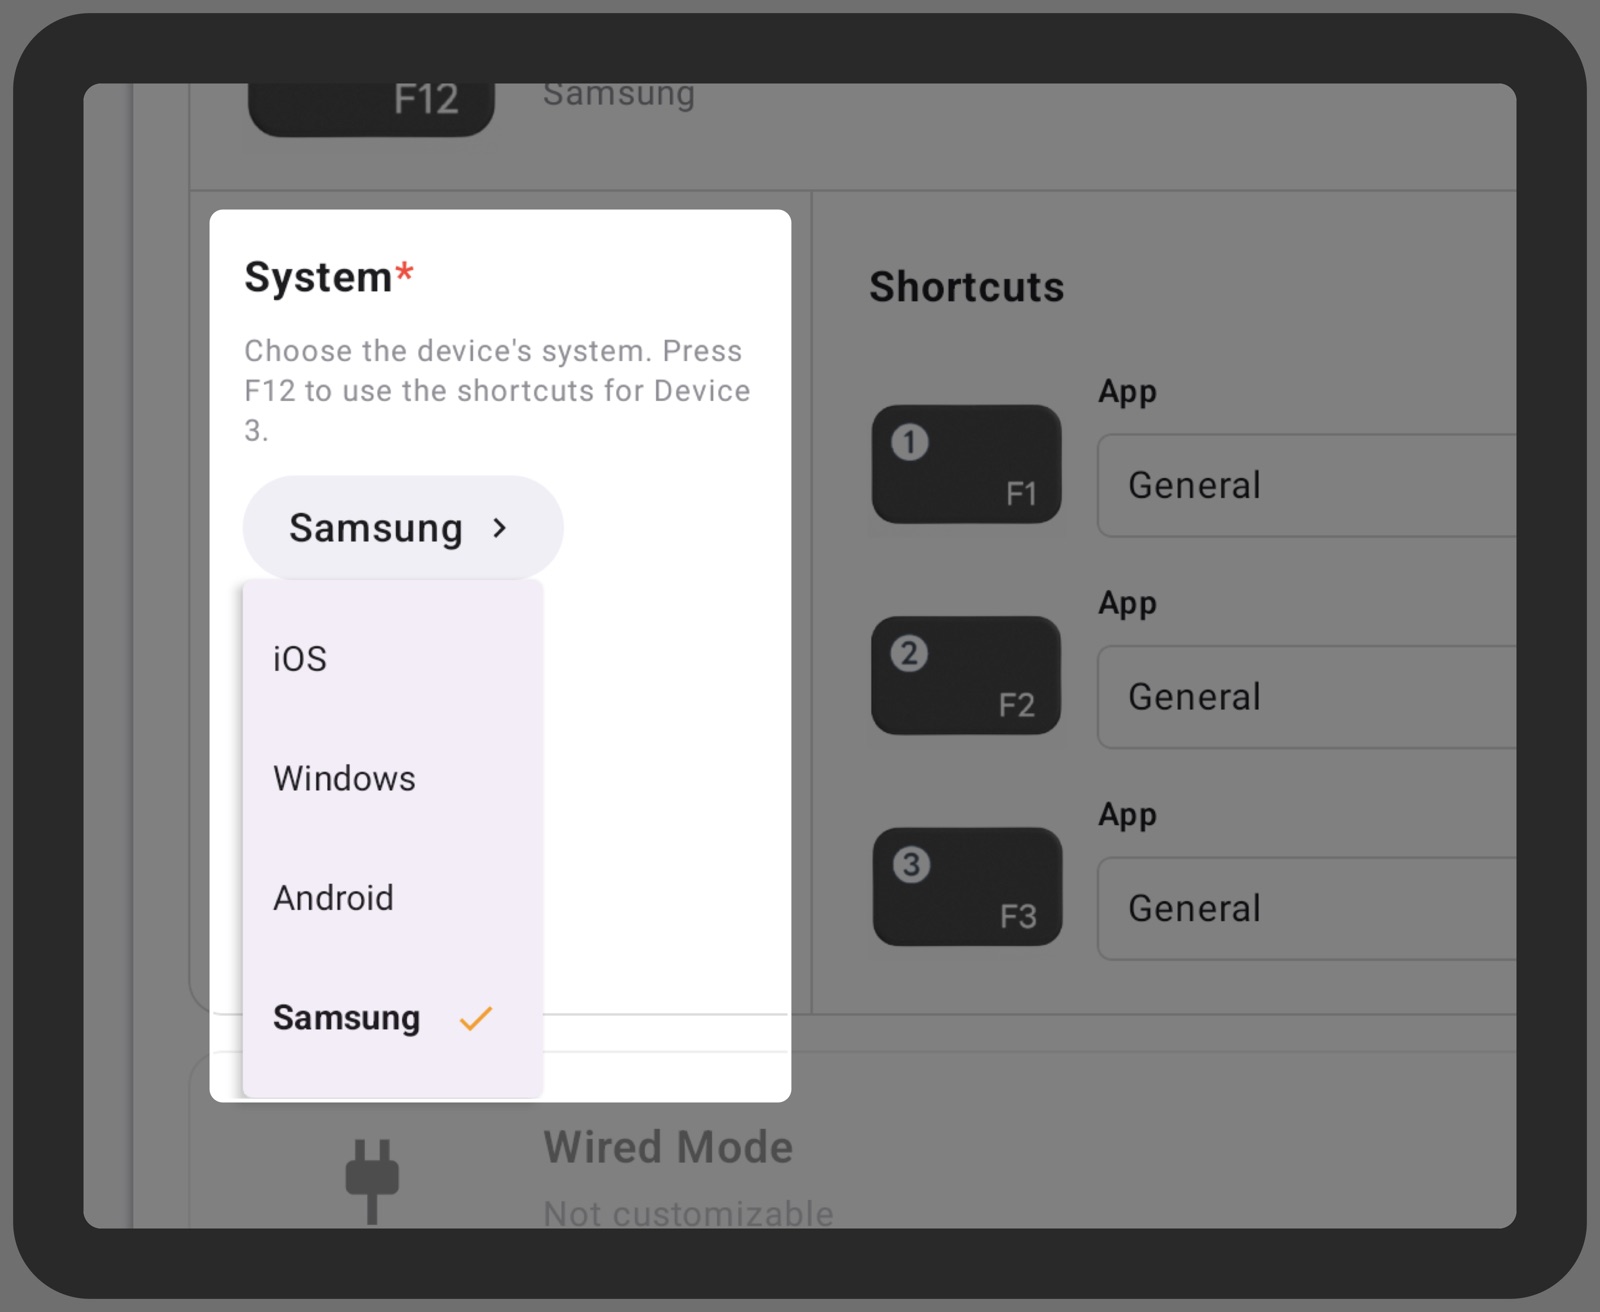 F12
Samsung
System*
Choose the device's system. Press
F12 to use the shortcuts for Device
3.
Samsung >
iOS
Windows
Android
Samsung
Shortcuts
App
1
F1
General
App
2
F2
General
App
3
F3
General
Wired Mode
Not customizable